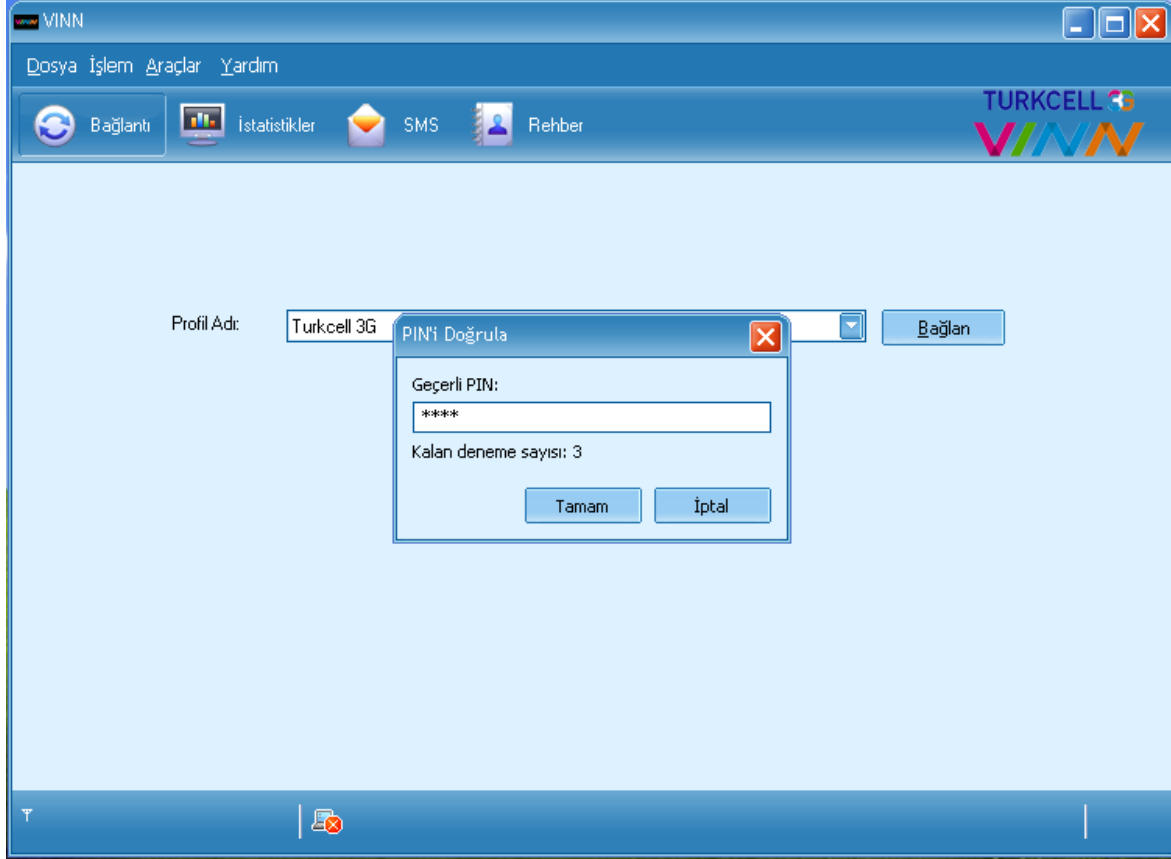 VINN
Dosya İşlem Araçlar Yardım
Bağlantı İstatistikler SMS Rehber
TURKCELL 3G
VINN
Profil Adı: Turkcell 3G Bağlan
PIN'i Doğrula
Geçerli PIN:
****
Kalan deneme sayısı: 3
Tamam İptal